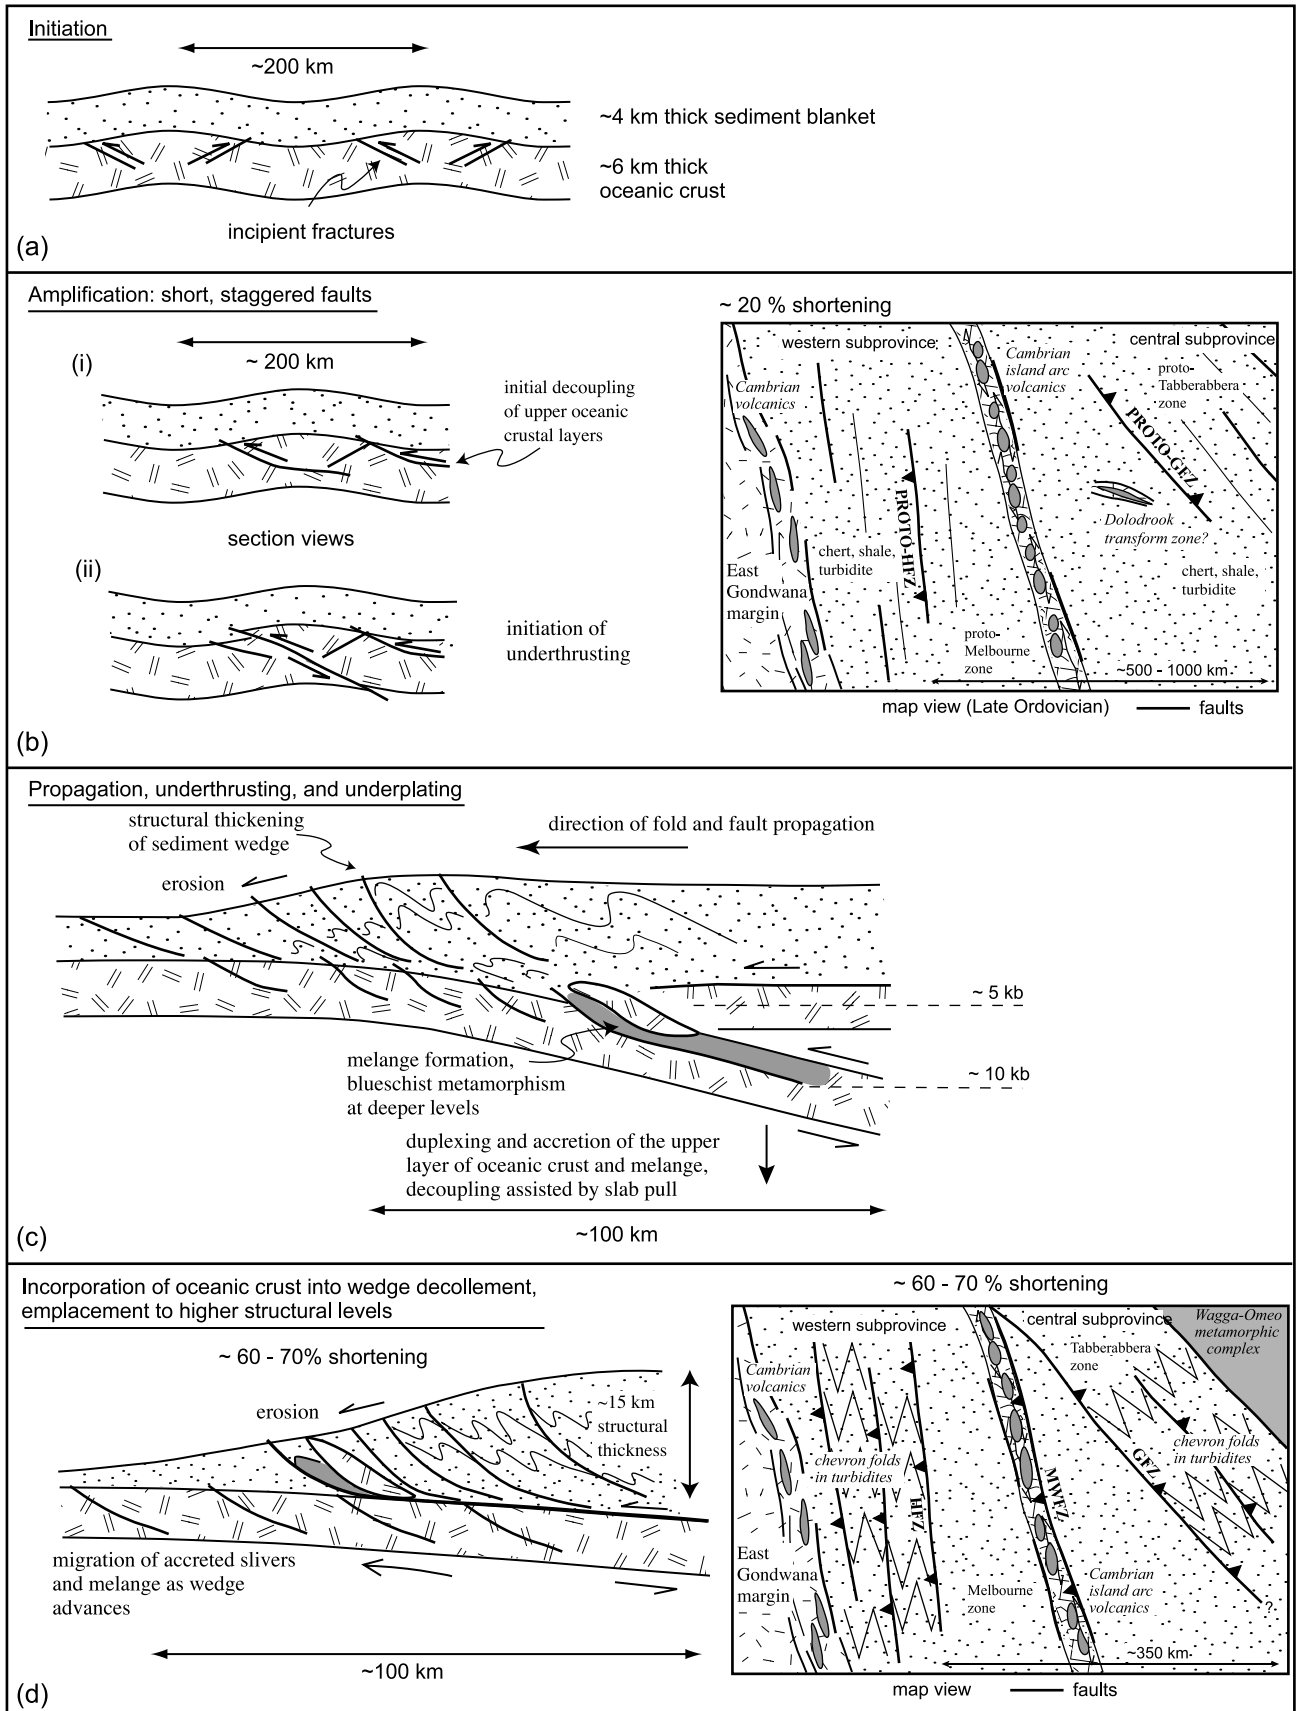 Initiation
~200 km
~4 km thick sediment blanket
~6 km thick
oceanic crust
incipient fractures
(a)
Amplification: short, staggered faults
(i)
~ 200 km
initial decoupling
of upper oceanic
crustal layers
section views
(ii)
initiation of
underthrusting
~ 20 % shortening
western subprovince
central subprovince
Cambrian
volcanics
Cambrian
island arc
volcanics
proto-
Tabberabbera
zone
PROTO-GFZ
PROTO-HFZ
Dolodrook
transform zone?
chert, shale,
turbidite
East
Gondwana
margin
chert, shale,
turbidite
proto-
Melbourne
zone
~500 - 1000 km
map view (Late Ordovician)
faults
(b)
Propagation, underthrusting, and underplating
structural thickening
of sediment wedge
direction of fold and fault propagation
erosion
~ 5 kb
melange formation,
blueschist metamorphism
at deeper levels
~ 10 kb
duplexing and accretion of the upper
layer of oceanic crust and melange,
decoupling assisted by slab pull
~100 km
(c)
Incorporation of oceanic crust into wedge decollement,
emplacement to higher structural levels
~ 60 - 70% shortening
erosion
~15 km
structural
thickness
migration of accreted slivers
and melange as wedge
advances
~100 km
(d)
~ 60 - 70 % shortening
western subprovince
central subprovince
Wagga-Omeo
metamorphic
complex
Cambrian
volcanics
Tabberabbera
zone
chevron folds
in turbidites
chevron folds
in turbidites
GFZ
HFZ
MWFZ
East
Gondwana
margin
Melbourne
zone
Cambrian
island arc
volcanics
?
~350 km
map view
faults